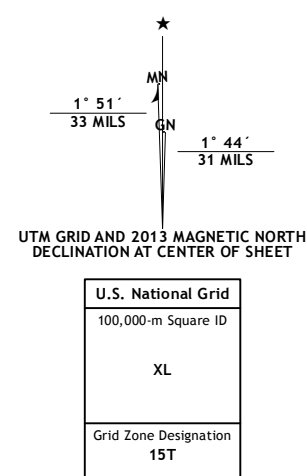 ★
MN
1° 51´
33 MILS
GN
1° 44´
31 MILS
UTM GRID AND 2013 MAGNETIC NORTH
DECLINATION AT CENTER OF SHEET
U.S. National Grid
100,000-m Square ID
XL
Grid Zone Designation
15T